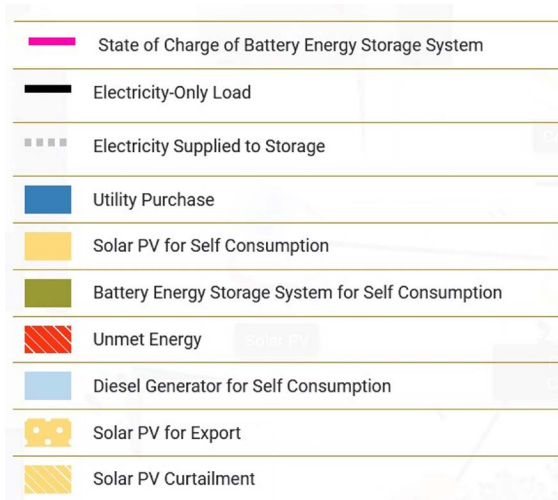 State of Charge of Battery Energy Storage System
Electricity-Only Load
Electricity Supplied to Storage
Utility Purchase
Solar PV for Self Consumption
Battery Energy Storage System for Self Consumption
Unmet Energy
Solar PV
Diesel Generator for Self Consumption
Solar PV for Export
Solar PV Curtailment